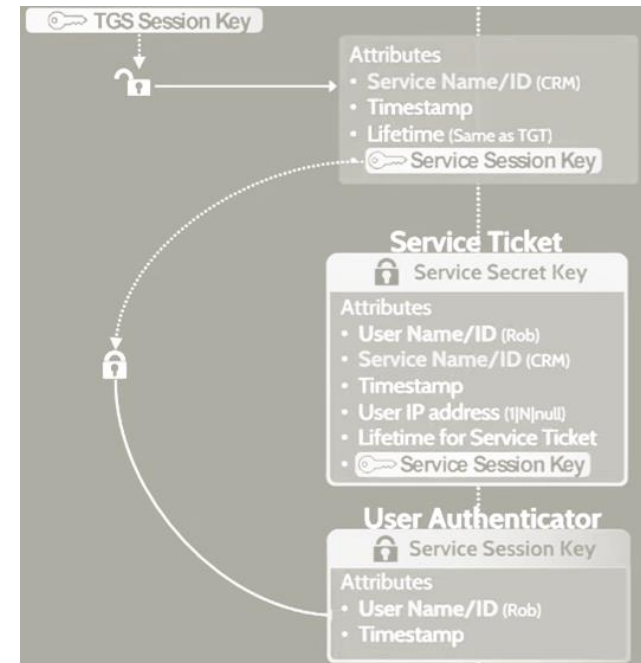 TGS Session Key
Attributes
• Service Name/ID (CRM)
• Timestamp
• Lifetime (Same as TGT)
• Service Session Key
Service Ticket
Service Secret Key
Attributes
• User Name/ID (Rob)
• Service Name/ID (CRM)
• Timestamp
• User IP address (1|N|null)
• Lifetime for Service Ticket
• Service Session Key
User Authenticator
Service Session Key
Attributes
• User Name/ID (Rob)
• Timestamp